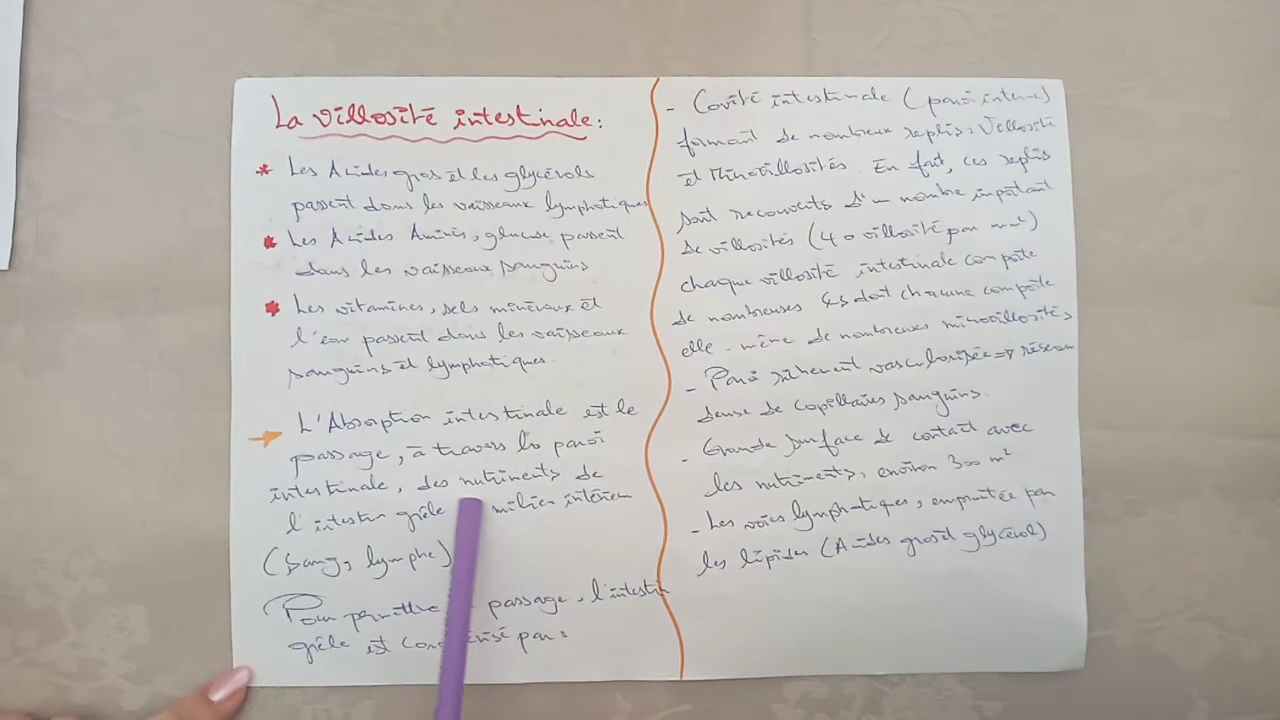 La villosité intestinale :
* Les Acides gras et les glycérols
passent dans les vaisseaux lymphatiques
* Les Acides Aminés, glucose passent
dans les vaisseaux sanguins
* Les vitamines, sels minéraux et
l'eau passent dans les vaisseaux
sanguins et lymphatiques.
→ L'Absorption intestinale est le
passage, à travers la paroi
intestinale, des nutriments de
l'intestin grêle milieu intérieur
(Sang, lymphe)
Pour permettre passage, l'intestin
grêle est par :
- Cavité intestinale (paroi interne)
formant de nombreux replis : Villosité
et Microvillosités. En fait, ces replis
sont recouverts d'un nombre important
de villosités (40 villosité par mm²)
chaque villosité intestinale compte
de nombreuses dont chacune compte
elle-même de nombreuses microvillosités
- Paroi richement vascularisée => réseau
dense de capillaires sanguins.
- Grande surface de contact avec
les nutriments, environ 300 m²
- Les voies lymphatiques, empruntée par
les lipides (Acides gras et glycérol)